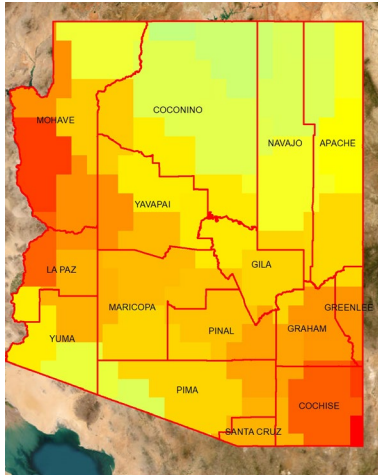 COCONINO
MOHAVE
NAVAJO
APACHE
YAVAPAI
LA PAZ
GILA
MARICOPA
GREENLEE
YUMA
PINAL
GRAHAM
PIMA
COCHISE
SANTA CRUZ